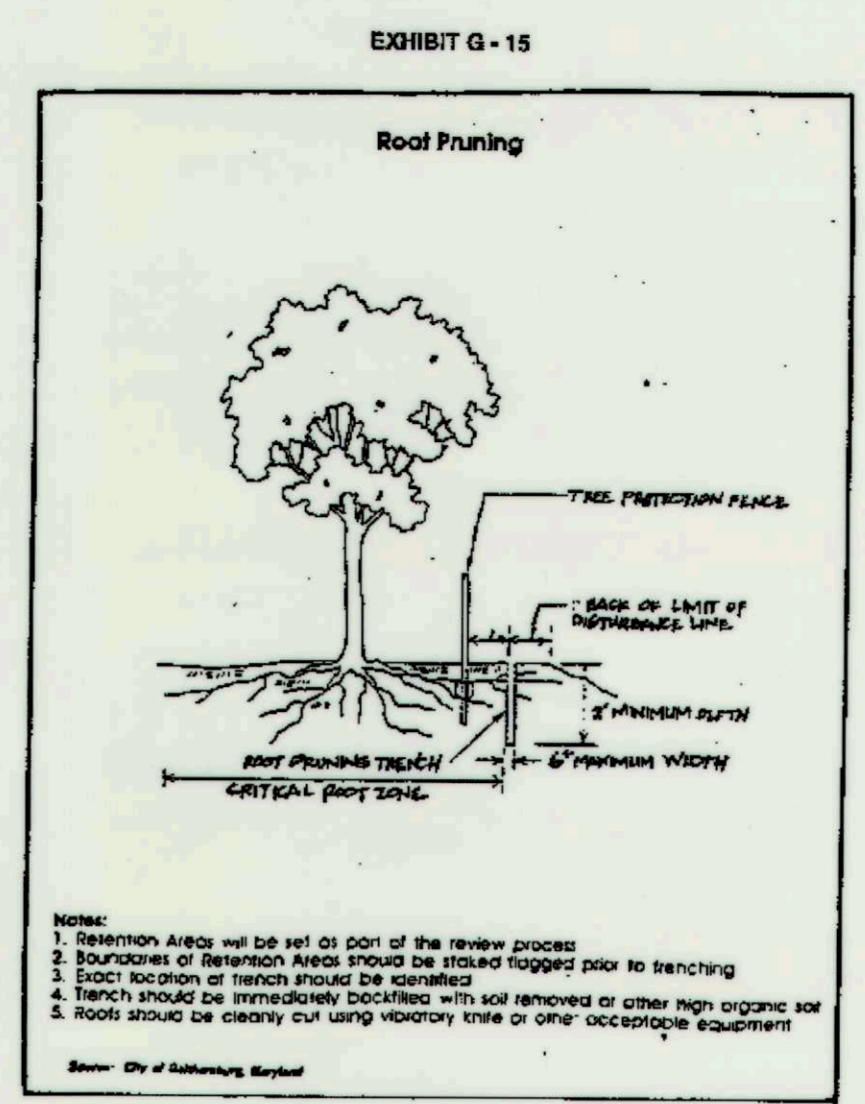 EXHIBIT G - 15
Root Pruning
TREE PROTECTION FENCE
BACK OF LIMIT OF
DISTURBANCE LINE
2' MINIMUM DEPTH
ROOT PRUNING TRENCH
6" MAXIMUM WIDTH
CRITICAL ROOT ZONE
Notes:
1. Retention Areas will be set as part of the review process
2. Boundaries of Retention Areas should be staked flagged prior to trenching
3. Exact location of trench should be identified
4. Trench should be immediately backfilled with soil removed or other high organic soil
5. Roots should be cleanly cut using vibratory knife or other acceptable equipment
Source: City of Gaithersburg, Maryland